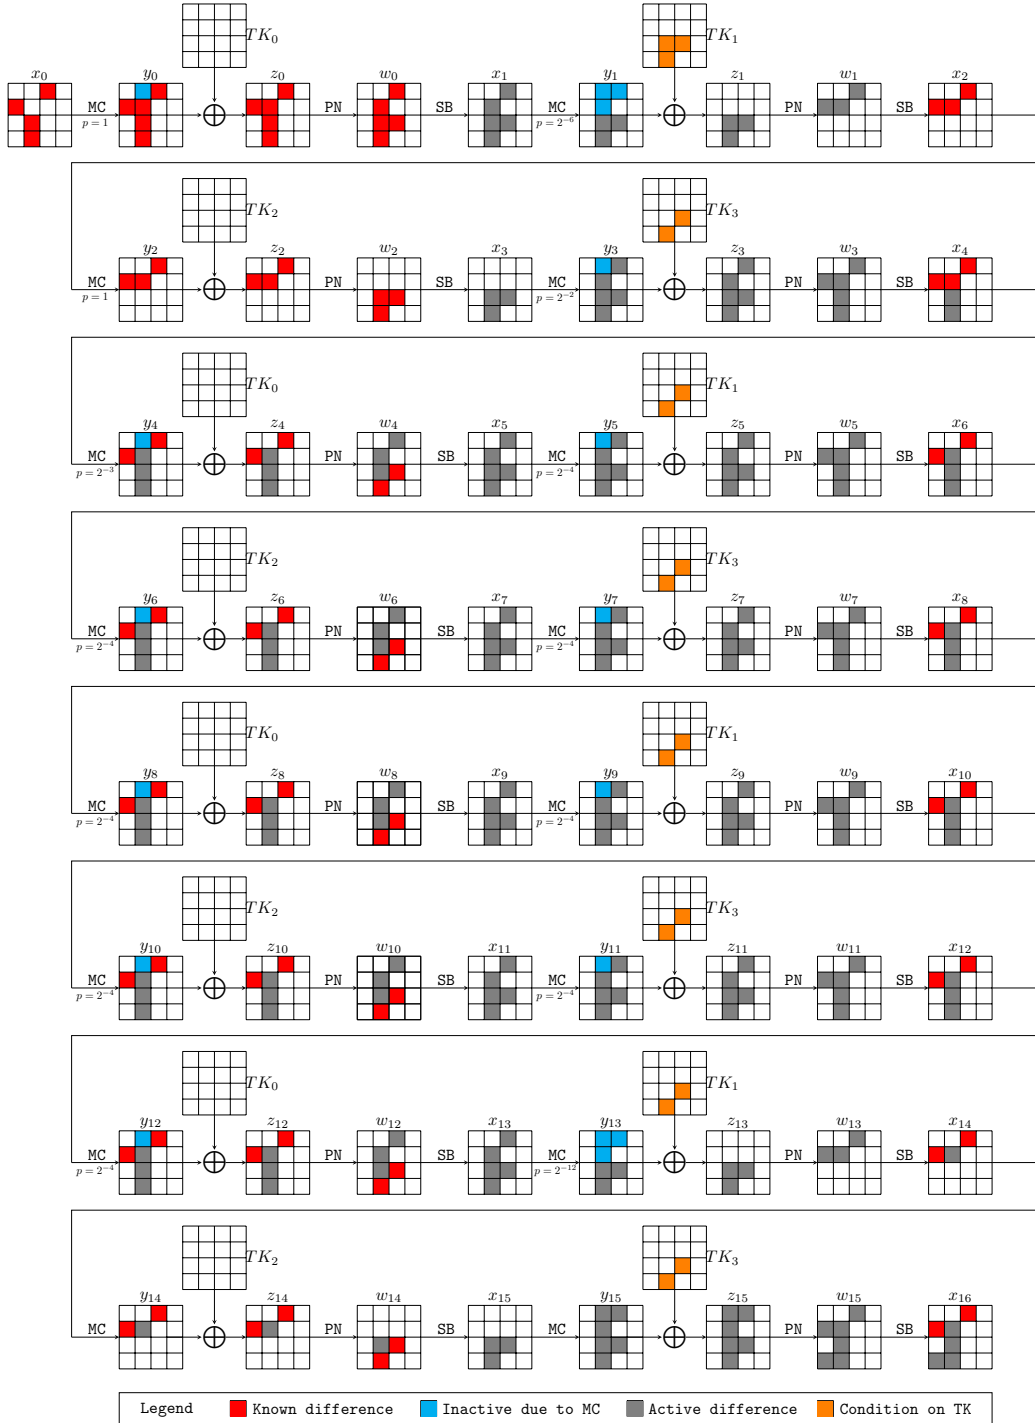 TK₀ TK₁
x₀ y₀ z₀ w₀ x₁ y₁ z₁ w₁ x₂
MC PN SB MC PN SB
p = 1 p = 2⁻⁶
TK₂ TK₃
y₂ z₂ w₂ x₃ y₃ z₃ w₃ x₄
MC PN SB MC PN SB
p = 1 p = 2⁻²
TK₀ TK₁
y₄ z₄ w₄ x₅ y₅ z₅ w₅ x₆
MC PN SB MC PN SB
p = 2⁻³ p = 2⁻⁴
TK₂ TK₃
y₆ z₆ w₆ x₇ y₇ z₇ w₇ x₈
MC PN SB MC PN SB
p = 2⁻⁴ p = 2⁻⁴
TK₀ TK₁
y₈ z₈ w₈ x₉ y₉ z₉ w₉ x₁₀
MC PN SB MC PN SB
p = 2⁻⁴ p = 2⁻⁴
TK₂ TK₃
y₁₀ z₁₀ w₁₀ x₁₁ y₁₁ z₁₁ w₁₁ x₁₂
MC PN SB MC PN SB
p = 2⁻⁴ p = 2⁻⁴
TK₀ TK₁
y₁₂ z₁₂ w₁₂ x₁₃ y₁₃ z₁₃ w₁₃ x₁₄
MC PN SB MC PN SB
p = 2⁻⁴ p = 2⁻¹²
TK₂ TK₃
y₁₄ z₁₄ w₁₄ x₁₅ y₁₅ z₁₅ w₁₅ x₁₆
MC PN SB MC PN SB
Legend Known difference Inactive due to MC Active difference Condition on TK